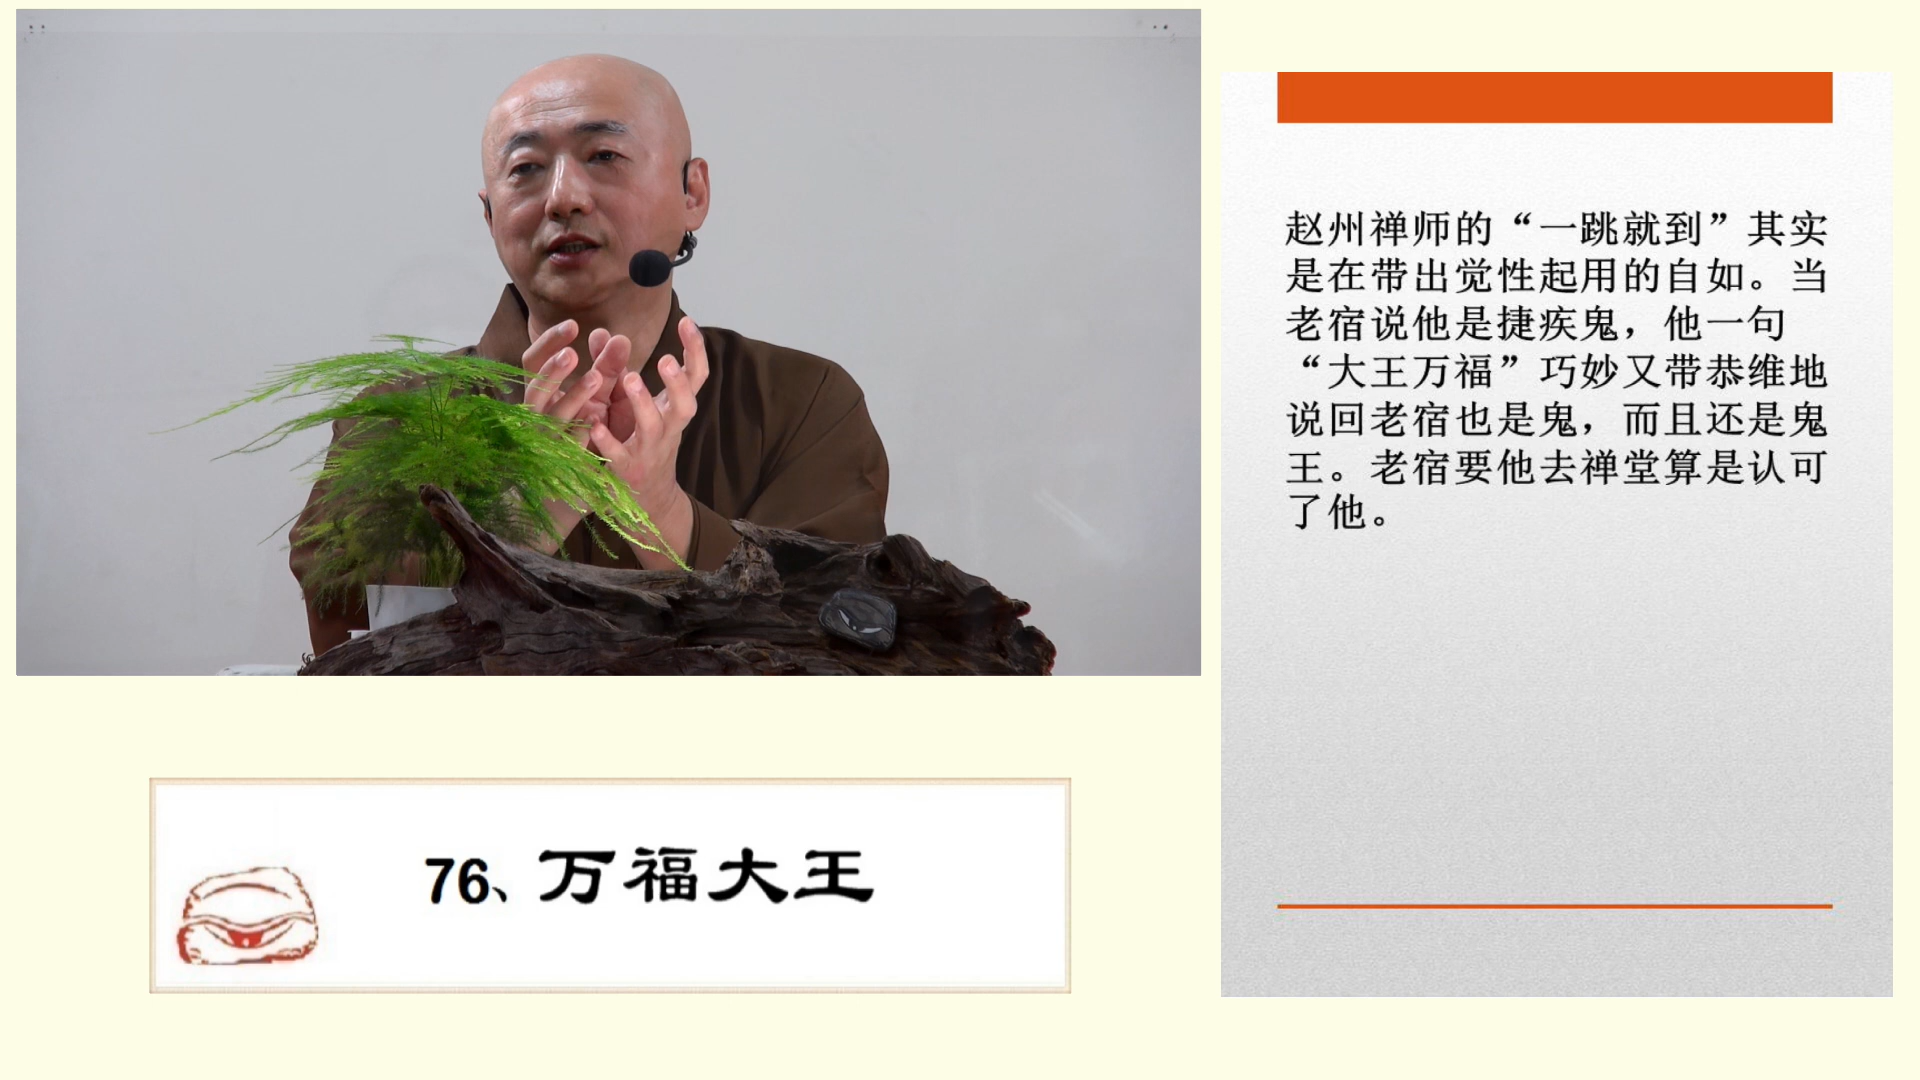 赵州禅师的“一跳就到”其实
是在带出觉性起用的自如。当
老宿说他是捷疾鬼，他一句
“大王万福”巧妙又带恭维地
说回老宿也是鬼，而且还是鬼
王。老宿要他去禅堂算是认可
了他。
76、万福大王